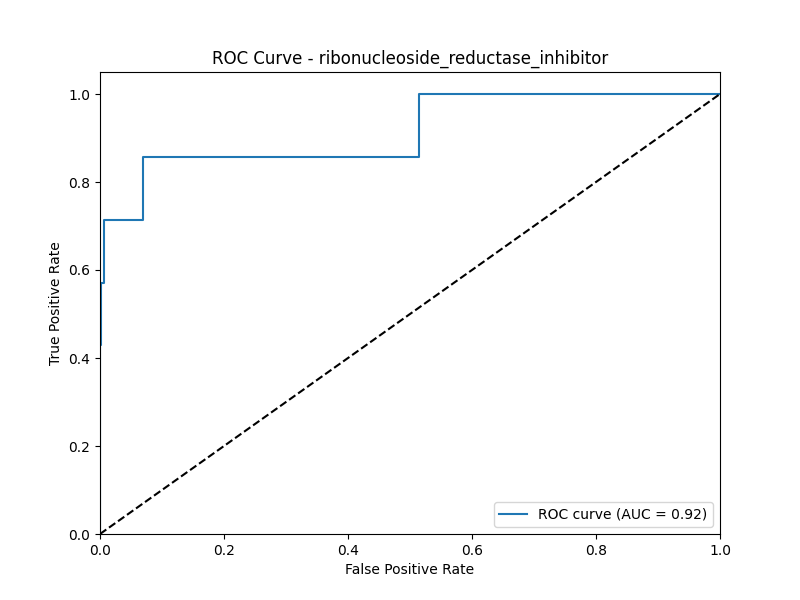 ROC Curve - ribonucleoside_reductase_inhibitor
True Positive Rate
1.0
0.8
0.6
0.4
0.2
0.0
ROC curve (AUC = 0.92)
0.0 0.2 0.4 0.6 0.8 1.0
False Positive Rate